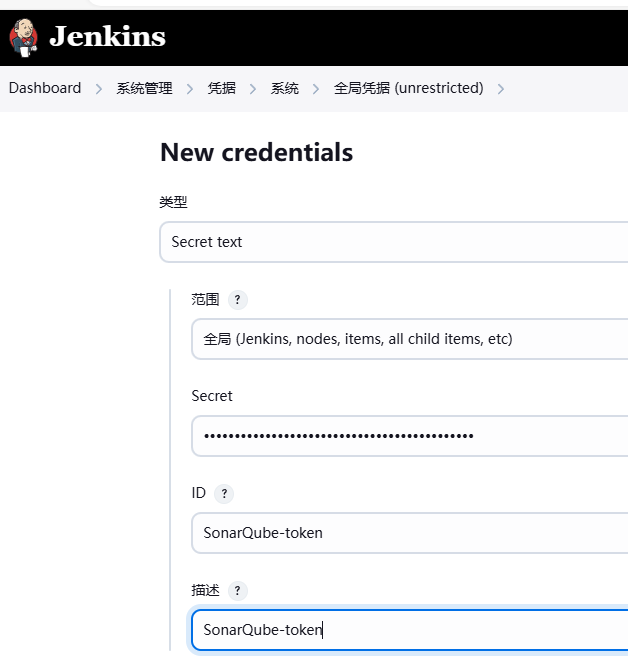 Jenkins
Dashboard > 系统管理 > 凭据 > 系统 > 全局凭据 (unrestricted) >
New credentials
类型
Secret text
范围 ?
全局 (Jenkins, nodes, items, all child items, etc)
Secret
••••••••••••••••••••••••••••••••••••••••••••
ID ?
SonarQube-token
描述 ?
SonarQube-token